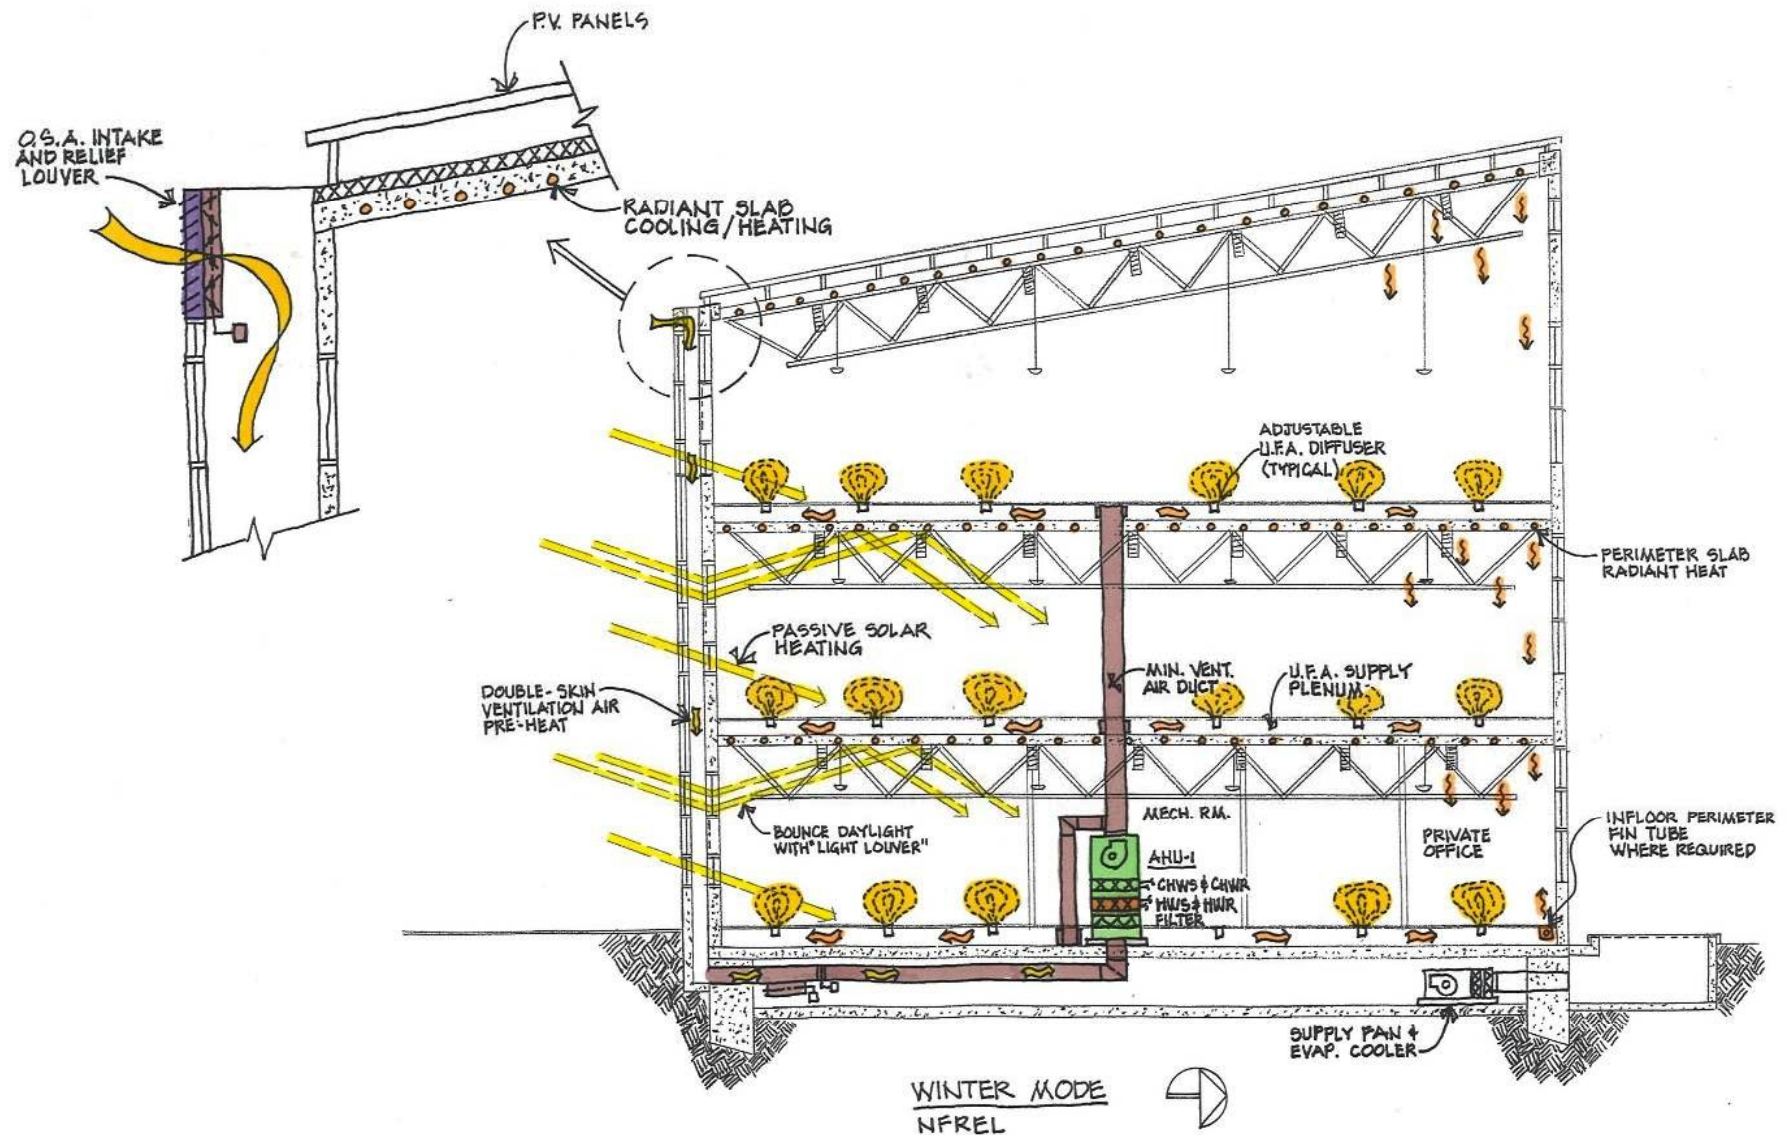 P.V. PANELS
O.S.A. INTAKE
AND RELIEF
LOUVER
RADIANT SLAB
COOLING/HEATING
ADJUSTABLE
U.F.A. DIFFUSER
(TYPICAL)
PERIMETER SLAB
RADIANT HEAT
PASSIVE SOLAR
HEATING
DOUBLE-SKIN
VENTILATION AIR
PRE-HEAT
MIN. VENT.
AIR DUCT
U.F.A. SUPPLY
PLENUM
BOUNCE DAYLIGHT
WITH "LIGHT LOUVER"
MECH. RM.
AHU-1
CHWS & CHWR
HWS & HWR
FILTER
PRIVATE
OFFICE
INFLOOR PERIMETER
FIN TUBE
WHERE REQUIRED
SUPPLY FAN &
EVAP. COOLER
WINTER MODE
NFREL